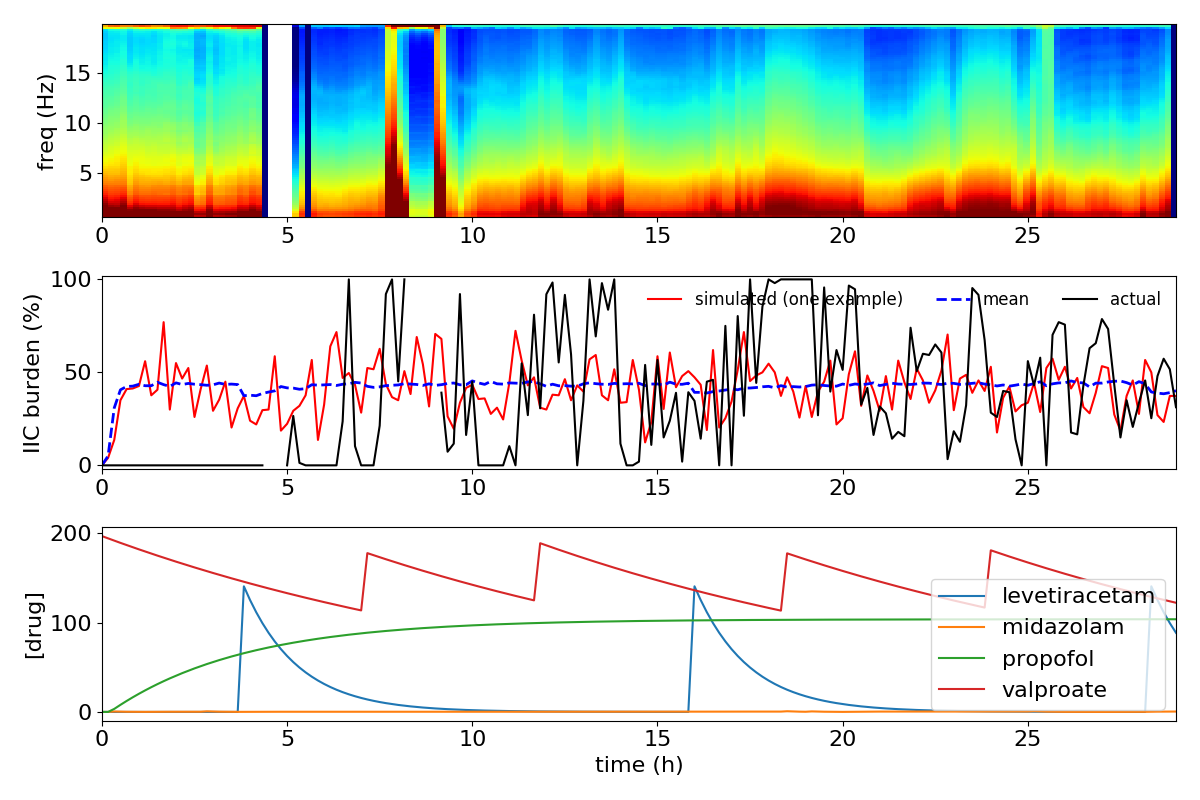 freq (Hz)
15
10
5
0 5 10 15 20 25
IIC burden (%)
100
50
0
simulated (one example) mean actual
0 5 10 15 20 25
[drug]
200
100
0
levetiracetam
midazolam
propofol
valproate
0 5 10 15 20 25
time (h)